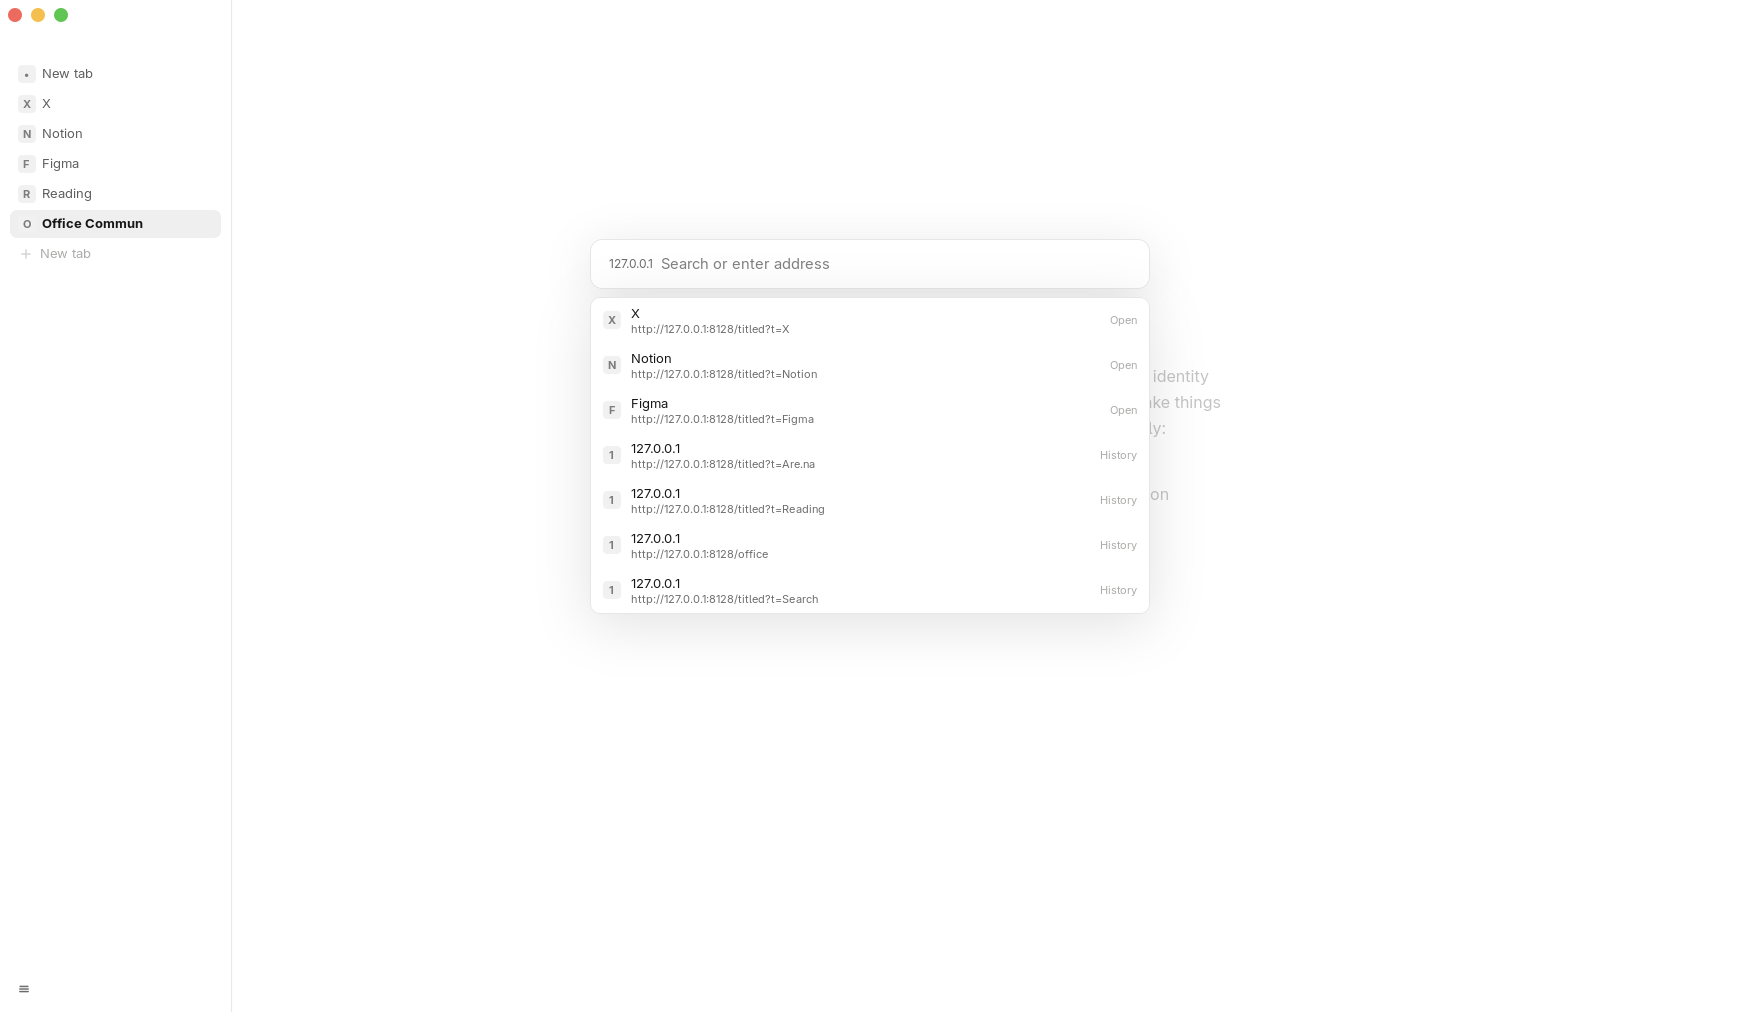 • New tab
X X
N Notion
F Figma
R Reading
O Office Commun
+ New tab
127.0.0.1 Search or enter address
X X
http://127.0.0.1:8128/titled?t=X
Open
N Notion
http://127.0.0.1:8128/titled?t=Notion
Open
F Figma
http://127.0.0.1:8128/titled?t=Figma
Open
1 127.0.0.1
http://127.0.0.1:8128/titled?t=Are.na
History
1 127.0.0.1
http://127.0.0.1:8128/titled?t=Reading
History
1 127.0.0.1
http://127.0.0.1:8128/office
History
1 127.0.0.1
http://127.0.0.1:8128/titled?t=Search
History
identity
things